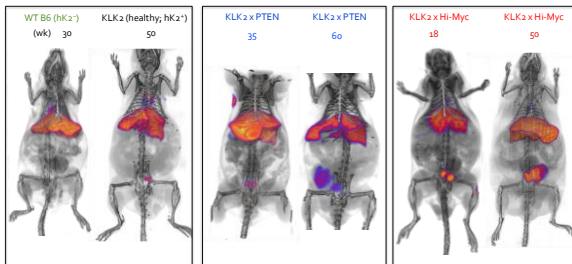 WT B6 (hK2⁻) KLK2 (healthy; hK2⁺)
(wk) 30 50
KLK2 x PTEN KLK2 x PTEN
35 60
KLK2 x Hi-Myc KLK2 x Hi-Myc
18 50